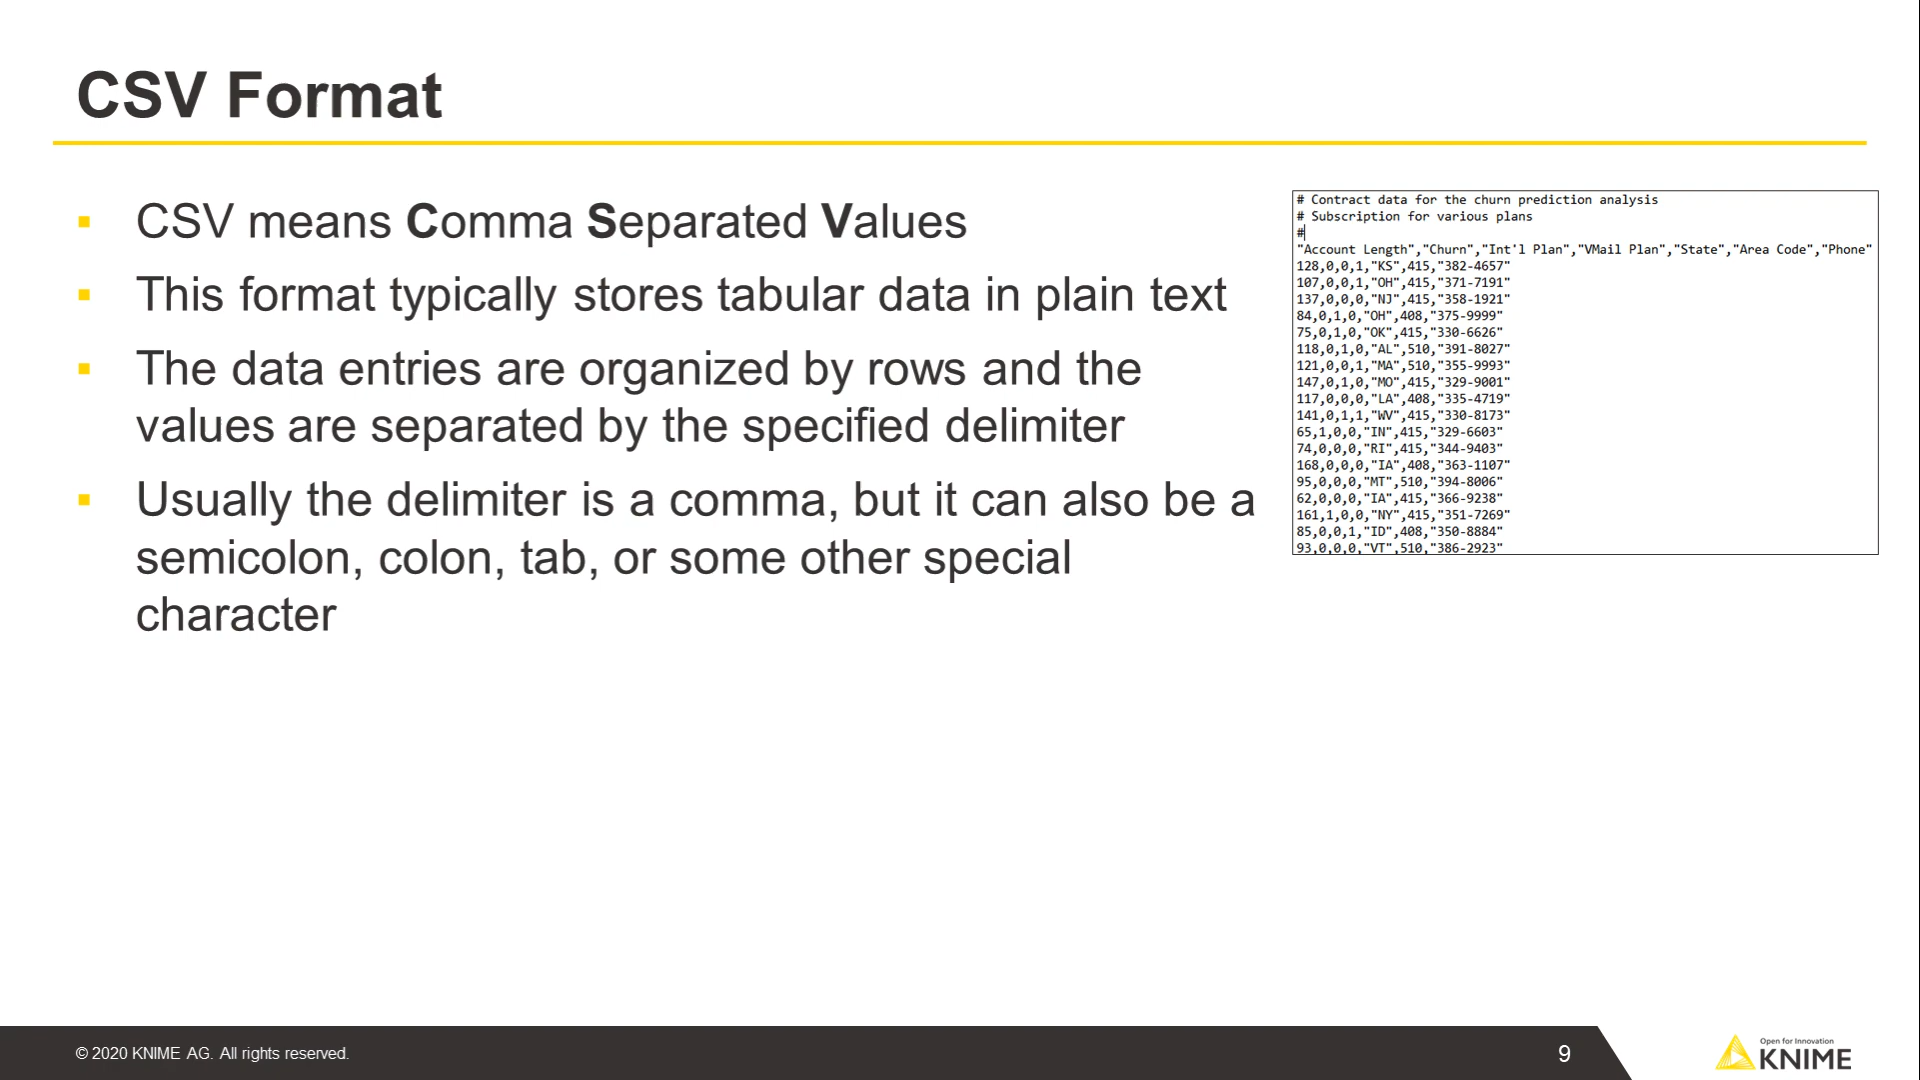 CSV Format
CSV means Comma Separated Values
This format typically stores tabular data in plain text
The data entries are organized by rows and the
values are separated by the specified delimiter
Usually the delimiter is a comma, but it can also be a
semicolon, colon, tab, or some other special
character
# Contract data for the churn prediction analysis
# Subscription for various plans
#
"Account Length","Churn","Int'l Plan","VMail Plan","State","Area Code","Phone"
128,0,0,1,"KS",415,"382-4657"
107,0,0,1,"OH",415,"371-7191"
137,0,0,0,"NJ",415,"358-1921"
84,0,1,0,"OH",408,"375-9999"
75,0,1,0,"OK",415,"330-6626"
118,0,1,0,"AL",510,"391-8027"
121,0,0,1,"MA",510,"355-9993"
147,0,1,0,"MO",415,"329-9001"
117,0,0,0,"LA",408,"335-4719"
141,0,1,1,"WV",415,"330-8173"
65,1,0,0,"IN",415,"329-6603"
74,0,0,0,"RI",415,"344-9403"
168,0,0,0,"IA",408,"363-1107"
95,0,0,0,"MT",510,"394-8006"
62,0,0,0,"IA",415,"366-9238"
161,1,0,0,"NY",415,"351-7269"
85,0,0,1,"ID",408,"350-8884"
93,0,0,0,"VT",510,"386-2923"
© 2020 KNIME AG. All rights reserved.
9
Open for Innovation
KNIME